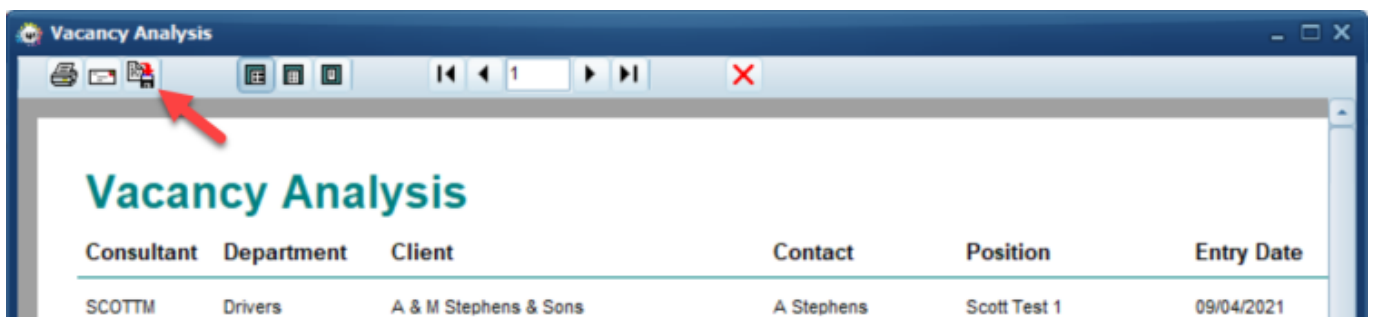 Vacancy Analysis
1
Vacancy Analysis
Consultant Department Client Contact Position Entry Date
SCOTTM Drivers A & M Stephens & Sons A Stephens Scott Test 1 09/04/2021